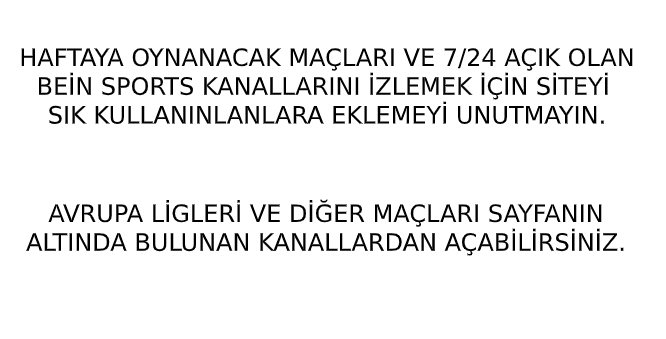 HAFTAYA OYNANACAK MAÇLARI VE 7/24 AÇIK OLAN
BEİN SPORTS KANALLARINI İZLEMEK İÇİN SİTEYİ
SIK KULLANINLANLARA EKLEMEYİ UNUTMAYIN.
AVRUPA LİGLERİ VE DİĞER MAÇLARI SAYFANIN
ALTINDA BULUNAN KANALLARDAN AÇABİLİRSİNİZ.